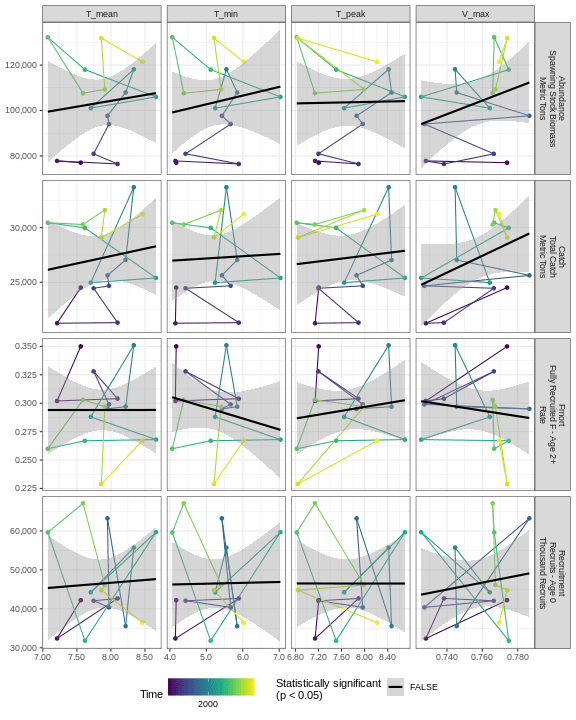 T_mean
T_min
T_peak
V_max
120,000
100,000
80,000
Abundance
Spawning Stock Biomass
Metric Tons
30,000
25,000
Catch
Total Catch
Metric Tons
0.350
0.325
0.300
0.275
0.250
0.225
Fmort
Fully Recruited F - Age 2+
Rate
60,000
50,000
40,000
30,000
Recruitment
Recruits - Age 0
Thousand Recruits
7.00 7.50 8.00 8.50
4.0 5.0 6.0 7.0
6.80 7.20 7.60 8.00 8.40
0.740 0.760 0.780
Time
2000
Statistically significant
(p < 0.05)
FALSE